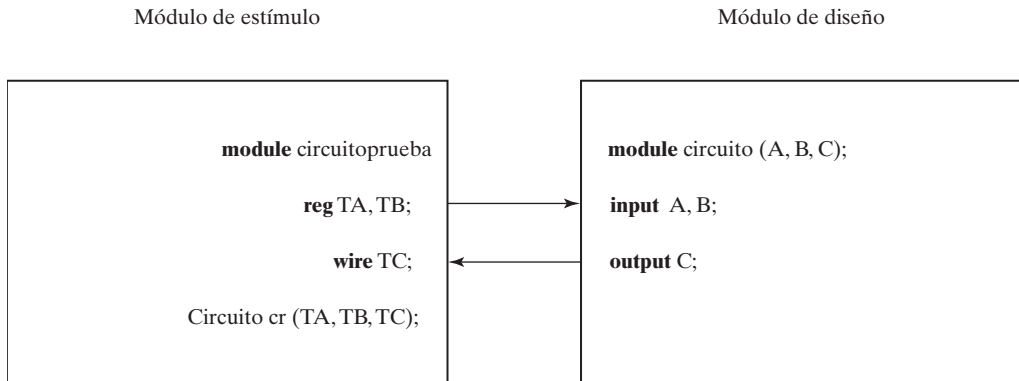 Módulo de estímulo
Módulo de diseño
module circuitoprueba
reg TA, TB;
wire TC;
Circuito cr (TA, TB, TC);
module circuito (A, B, C);
input A, B;
output C;